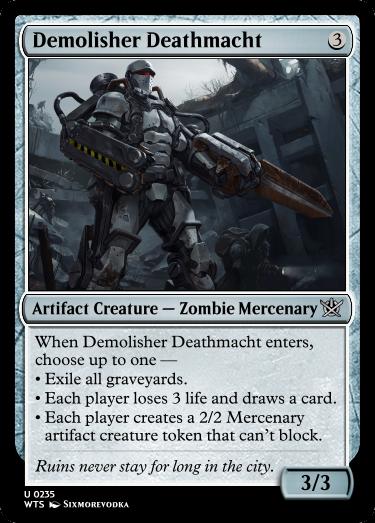 Demolisher Deathmacht 3
Artifact Creature — Zombie Mercenary
When Demolisher Deathmacht enters,
choose up to one —
• Exile all graveyards.
• Each player loses 3 life and draws a card.
• Each player creates a 2/2 Mercenary
artifact creature token that can't block.
Ruins never stay for long in the city.
3/3
U 0235
WTS Sixmorevodka